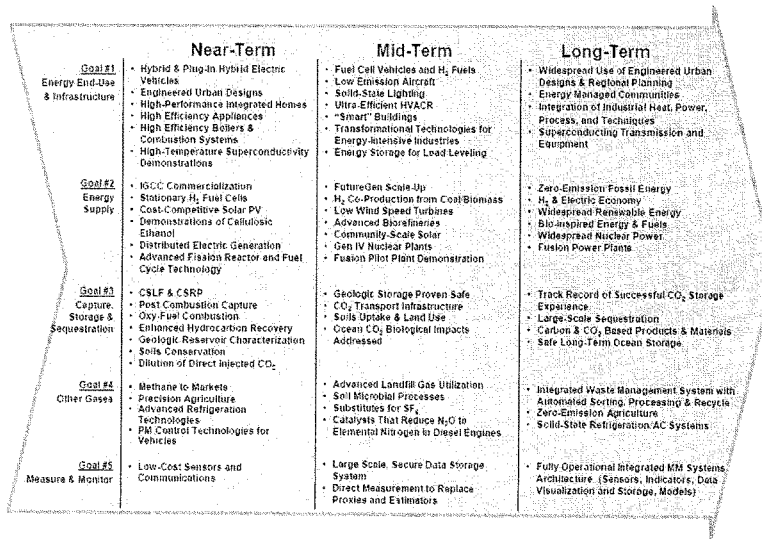 Near-Term
Mid-Term
Long-Term
Goal #1
Energy End-Use
& Infrastructure
• Hybrid & Plug-In Hybrid Electric
Vehicles
• Engineered Urban Designs
• High-Performance Integrated Homes
• High Efficiency Appliances
• High Efficiency Boilers &
Combustion Systems
• High-Temperature Superconductivity
Demonstrations
• Fuel Cell Vehicles and H₂ Fuels
• Low Emission Aircraft
• Solid-State Lighting
• Ultra-Efficient HVACR
• "Smart" Buildings
• Transformational Technologies for
Energy-Intensive Industries
• Energy Storage for Load Leveling
• Widespread Use of Engineered Urban
Designs & Regional Planning
• Energy Managed Communities
• Integration of Industrial Heat, Power,
Process, and Techniques
• Superconducting Transmission and
Equipment
Goal #2
Energy
Supply
• IGCC Commercialization
• Stationary H₂ Fuel Cells
• Cost-Competitive Solar PV
• Demonstrations of Cellulosic
Ethanol
• Distributed Electric Generation
• Advanced Fission Reactor and Fuel
Cycle Technology
• FutureGen Scale-Up
• H₂ Co-Production from Coal/Biomass
• Low Wind Speed Turbines
• Advanced Biorefineries
• Community-Scale Solar
• Gen IV Nuclear Plants
• Fusion Pilot Plant Demonstration
• Zero-Emission Fossil Energy
• H₂ & Electric Economy
• Widespread Renewable Energy
• Bio-Inspired Energy & Fuels
• Widespread Nuclear Power
• Fusion Power Plants
Goal #3
Capture,
Storage &
Sequestration
• CSLF & CSRP
• Post Combustion Capture
• Oxy-Fuel Combustion
• Enhanced Hydrocarbon Recovery
• Geologic Reservoir Characterization
• Soils Conservation
• Dilution of Direct Injected CO₂
• Geologic Storage Proven Safe
• CO₂ Transport Infrastructure
• Soils Uptake & Land Use
• Ocean CO₂ Biological Impacts
Addressed
• Track Record of Successful CO₂ Storage
Experience
• Large-Scale Sequestration
• Carbon & CO₂ Based Products & Materials
• Safe Long-Term Ocean Storage
Goal #4
Other Gases
• Methane to Markets
• Precision Agriculture
• Advanced Refrigeration
Technologies
• PM Control Technologies for
Vehicles
• Advanced Landfill Gas Utilization
• Soil Microbial Processes
• Substitutes for SF₆
• Catalysts That Reduce N₂O to
Elemental Nitrogen in Diesel Engines
• Integrated Waste Management System with
Automated Sorting, Processing & Recycle
• Zero-Emission Agriculture
• Solid-State Refrigeration/AC Systems
Goal #5
Measure & Monitor
• Low-Cost Sensors and
Communications
• Large Scale, Secure Data Storage
System
• Direct Measurement to Replace
Proxies and Estimators
• Fully Operational Integrated MM Systems
Architecture (Sensors, Indicators, Data
Visualization and Storage, Models)